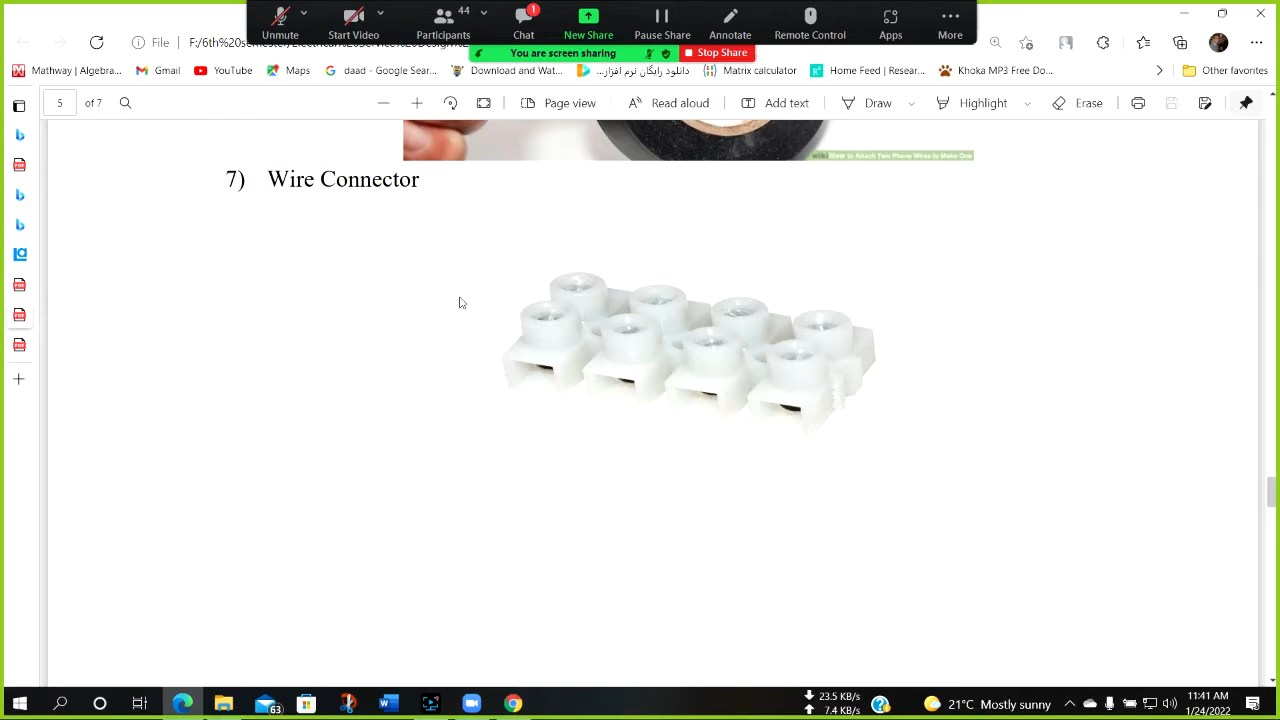 44
1
Unmute
Start Video
Participants
Chat
New Share
Pause Share
Annotate
Remote Control
Apps
More
You are screen sharing
Stop Share
File
Mathway | Algebra...
Gmail
YouTube
Maps
daad - Google Sear...
Download and Wat...
دانلود رایگان نرم افزار...
Matrix calculator
Home Feed | Resear...
Khoka MP3 Free Do...
Other favorites
5 of 7
Page view
Read aloud
Add text
Draw
Highlight
Erase
wikiHow to Attach Two Phone Wires to Make One
7) Wire Connector
63
23.5 KB/s
7.4 KB/s
21°C Mostly sunny
11:41 AM
1/24/2022